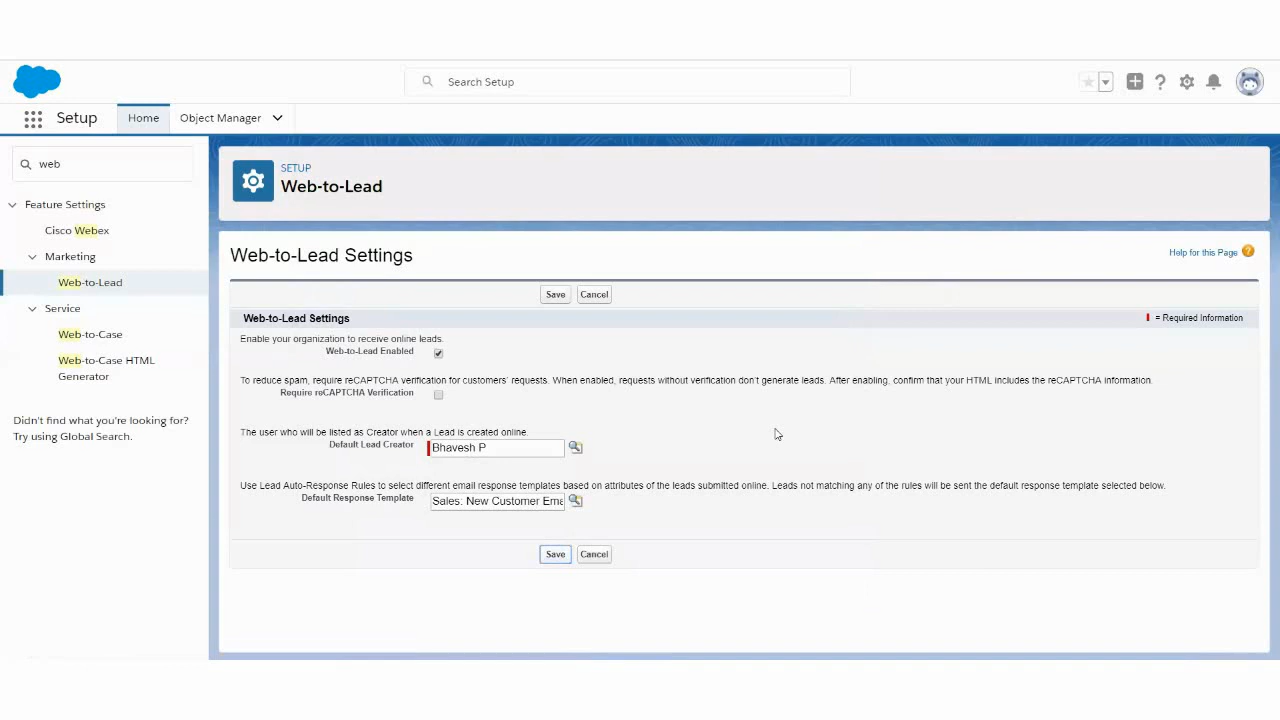 Search Setup
Setup
Home
Object Manager
web
Feature Settings
Cisco Webex
Marketing
Web-to-Lead
Service
Web-to-Case
Web-to-Case HTML
Generator
Didn't find what you're looking for?
Try using Global Search.
SETUP
Web-to-Lead
Web-to-Lead Settings
Help for this Page
Save Cancel
Web-to-Lead Settings
= Required Information
Enable your organization to receive online leads.
Web-to-Lead Enabled
To reduce spam, require reCAPTCHA verification for customers' requests. When enabled, requests without verification don't generate leads. After enabling, confirm that your HTML includes the reCAPTCHA information.
Require reCAPTCHA Verification
The user who will be listed as Creator when a Lead is created online.
Default Lead Creator Bhavesh P
Use Lead Auto-Response Rules to select different email response templates based on attributes of the leads submitted online. Leads not matching any of the rules will be sent the default response template selected below.
Default Response Template Sales: New Customer Ema
Save Cancel